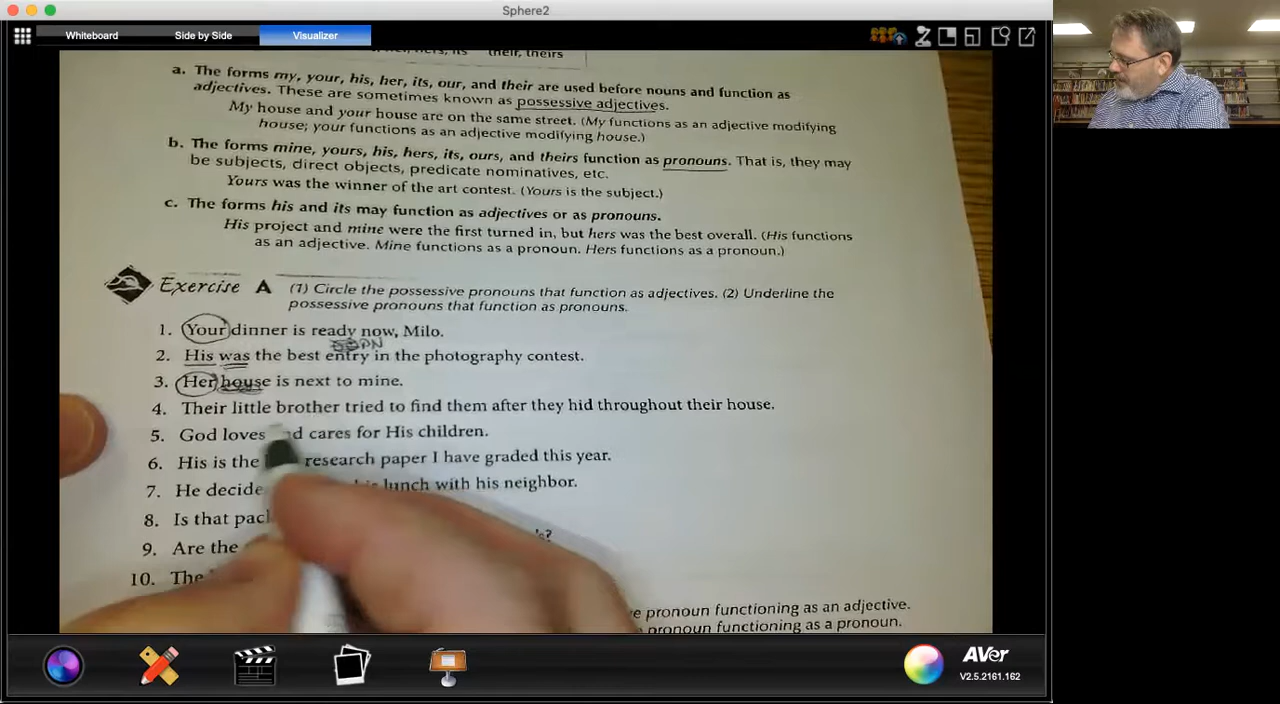 Sphere2
Whiteboard
Side by Side
Visualizer
their, theirs
a. The forms my, your, his, her, its, our, and their are used before nouns and function as
adjectives. These are sometimes known as possessive adjectives.
My house and your house are on the same street. (My functions as an adjective modifying
house; your functions as an adjective modifying house.)
b. The forms mine, yours, his, hers, its, ours, and theirs function as pronouns. That is, they may
be subjects, direct objects, predicate nominatives, etc.
Yours was the winner of the art contest. (Yours is the subject.)
c. The forms his and its may function as adjectives or as pronouns.
His project and mine were the first turned in, but hers was the best overall. (His functions
as an adjective. Mine functions as a pronoun. Hers functions as a pronoun.)
Exercise A (1) Circle the possessive pronouns that function as adjectives. (2) Underline the
possessive pronouns that function as pronouns.
1. Your dinner is ready now, Milo.
PN
2. His was the best entry in the photography contest.
3. Her house is next to mine.
4. Their little brother tried to find them after they hid throughout their house.
5. God loves and cares for His children.
6. His is the research paper I have graded this year.
7. He decide his lunch with his neighbor.
8. Is that pac
9. Are the
10. The
pronoun functioning as an adjective.
pronoun functioning as a pronoun.
AVer
V2.5.2161.162